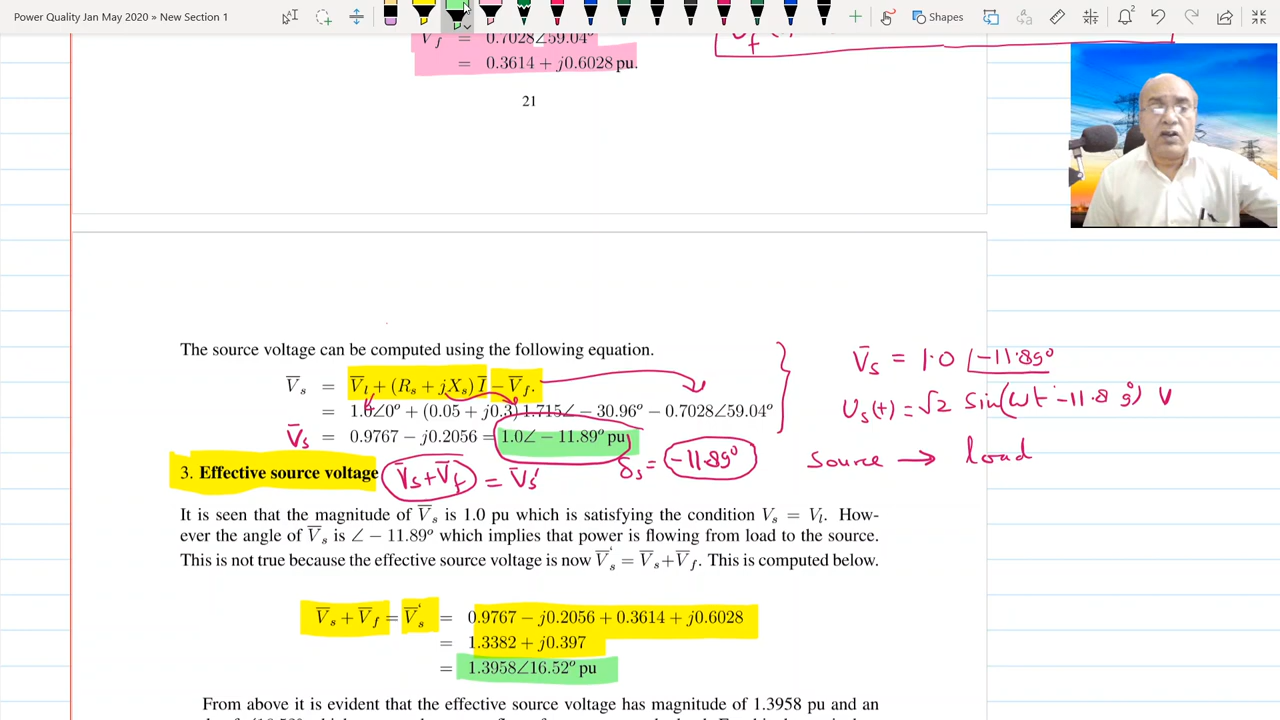 Power Quality Jan May 2020 » New Section 1
Shapes
V̅f = 0.7028∠59.04°
= 0.3614 + j0.6028 pu.
21
The source voltage can be computed using the following equation.
V̅s = V̅l + (Rs + jXs) I̅ − V̅f.
= 1.0∠0° + (0.05 + j0.3) 1.715∠ − 30.96° − 0.7028∠59.04°
V̅s = 0.9767 − j0.2056 = 1.0∠ − 11.89° pu
V̅s = 1.0 ∠-11.89°
Us(t) = √2 sin(ωt -11.89°) V
δs = -11.89°
source → load
3. Effective source voltage V̅s+V̅f = V̅s'
It is seen that the magnitude of V̅s is 1.0 pu which is satisfying the condition Vs = Vl. How-
ever the angle of V̅s is ∠ − 11.89° which implies that power is flowing from load to the source.
This is not true because the effective source voltage is now V̅s' = V̅s+V̅f. This is computed below.
V̅s + V̅f = V̅s' = 0.9767 − j0.2056 + 0.3614 + j0.6028
= 1.3382 + j0.397
= 1.3958∠16.52° pu
From above it is evident that the effective source voltage has magnitude of 1.3958 pu and an